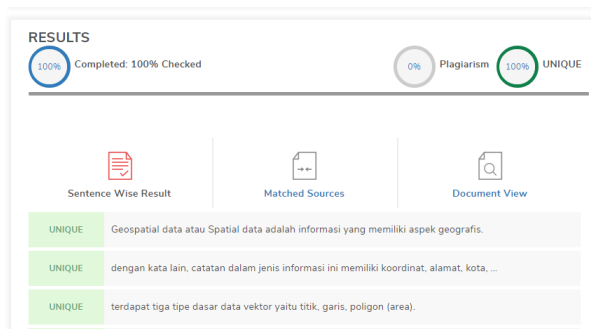 RESULTS
100% Completed: 100% Checked 0% Plagiarism 100% UNIQUE
Sentence Wise Result Matched Sources Document View
UNIQUE Geospatial data atau Spatial data adalah informasi yang memiliki aspek geografis.
UNIQUE dengan kata lain, catatan dalam jenis informasi ini memiliki koordinat, alamat, kota, ...
UNIQUE terdapat tiga tipe dasar data vektor yaitu titik, garis, poligon (area).